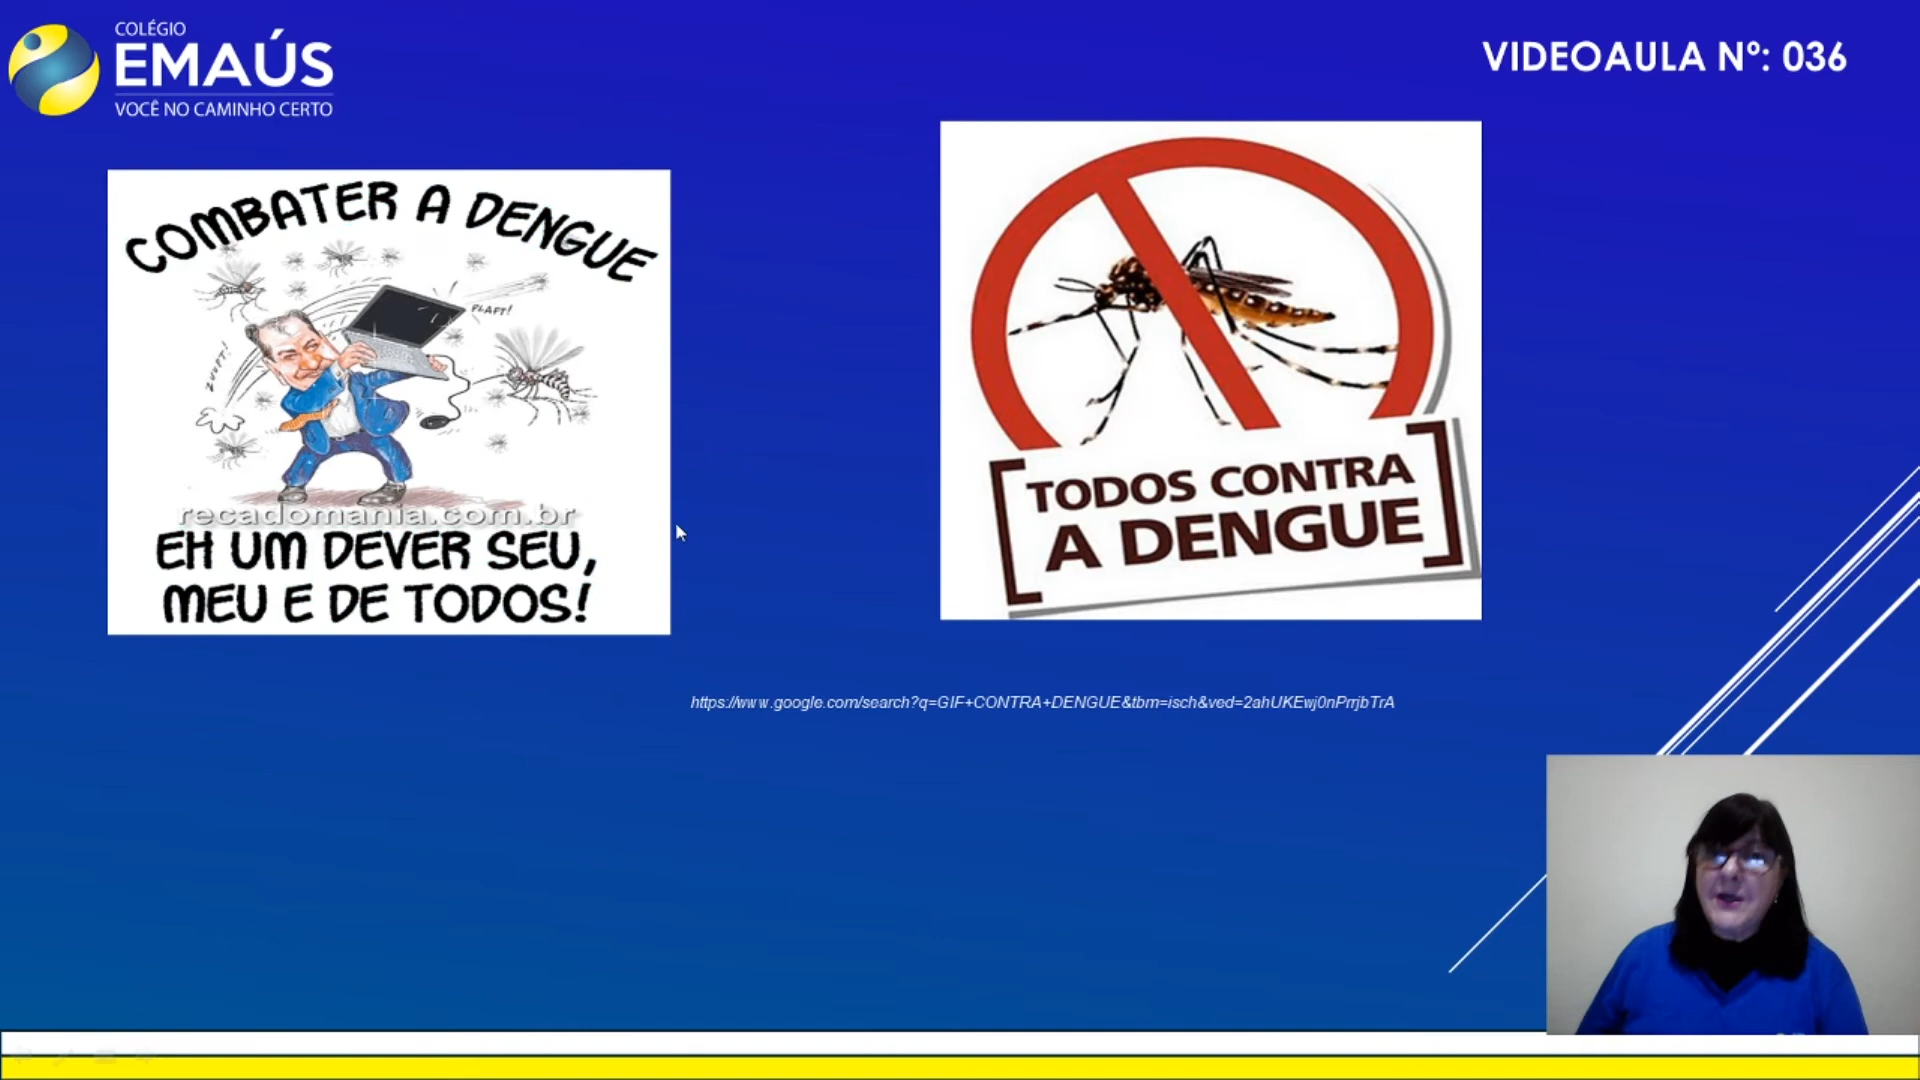 COLÉGIO
EMAÚS
VOCÊ NO CAMINHO CERTO
VIDEOAULA Nº: 036
COMBATER A DENGUE
PLAFT!
ZUUPT!
recadomania.com.br
EH UM DEVER SEU,
MEU E DE TODOS!
TODOS CONTRA
A DENGUE
https://www.google.com/search?q=GIF+CONTRA+DENGUE&tbm=isch&ved=2ahUKEwj0nPrrjbTrA